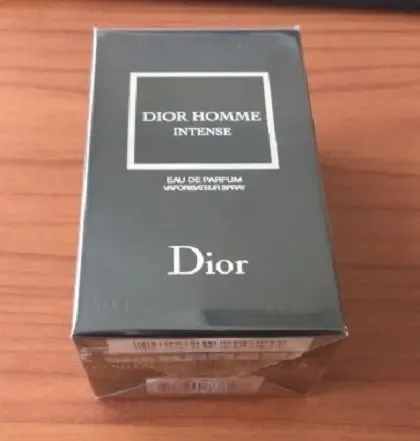 DIOR HOMME
INTENSE
EAU DE PARFUM
VAPORISATEUR SPRAY
Dior